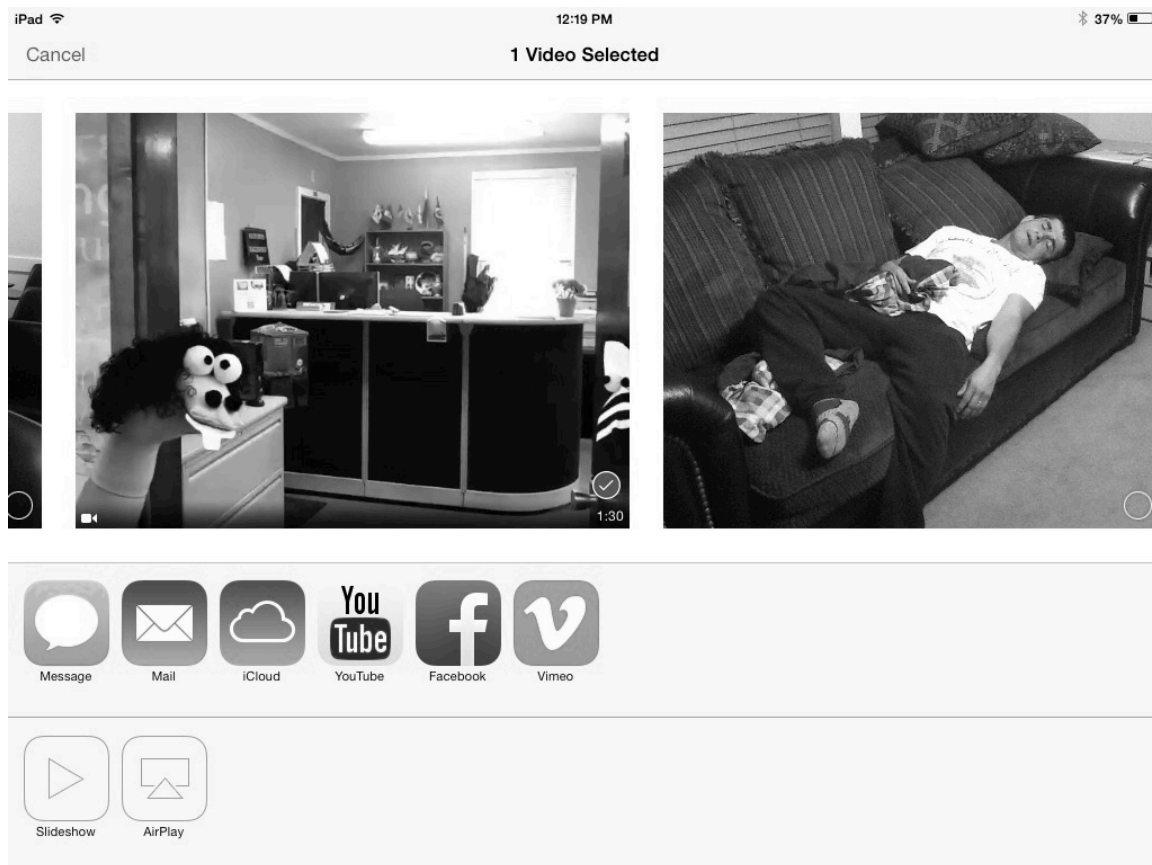 iPad 12:19 PM 37%
Cancel 1 Video Selected
1:30
You
Tube
Message Mail iCloud YouTube Facebook Vimeo
Slideshow AirPlay